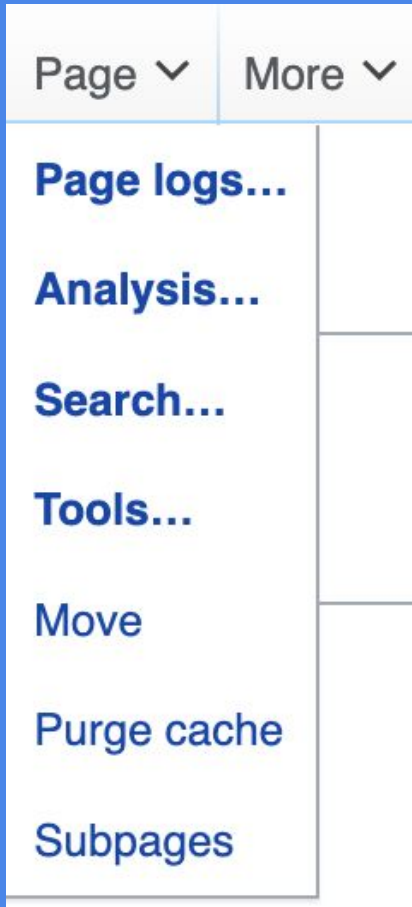 Page More
Page logs...
Analysis...
Search...
Tools...
Move
Purge cache
Subpages